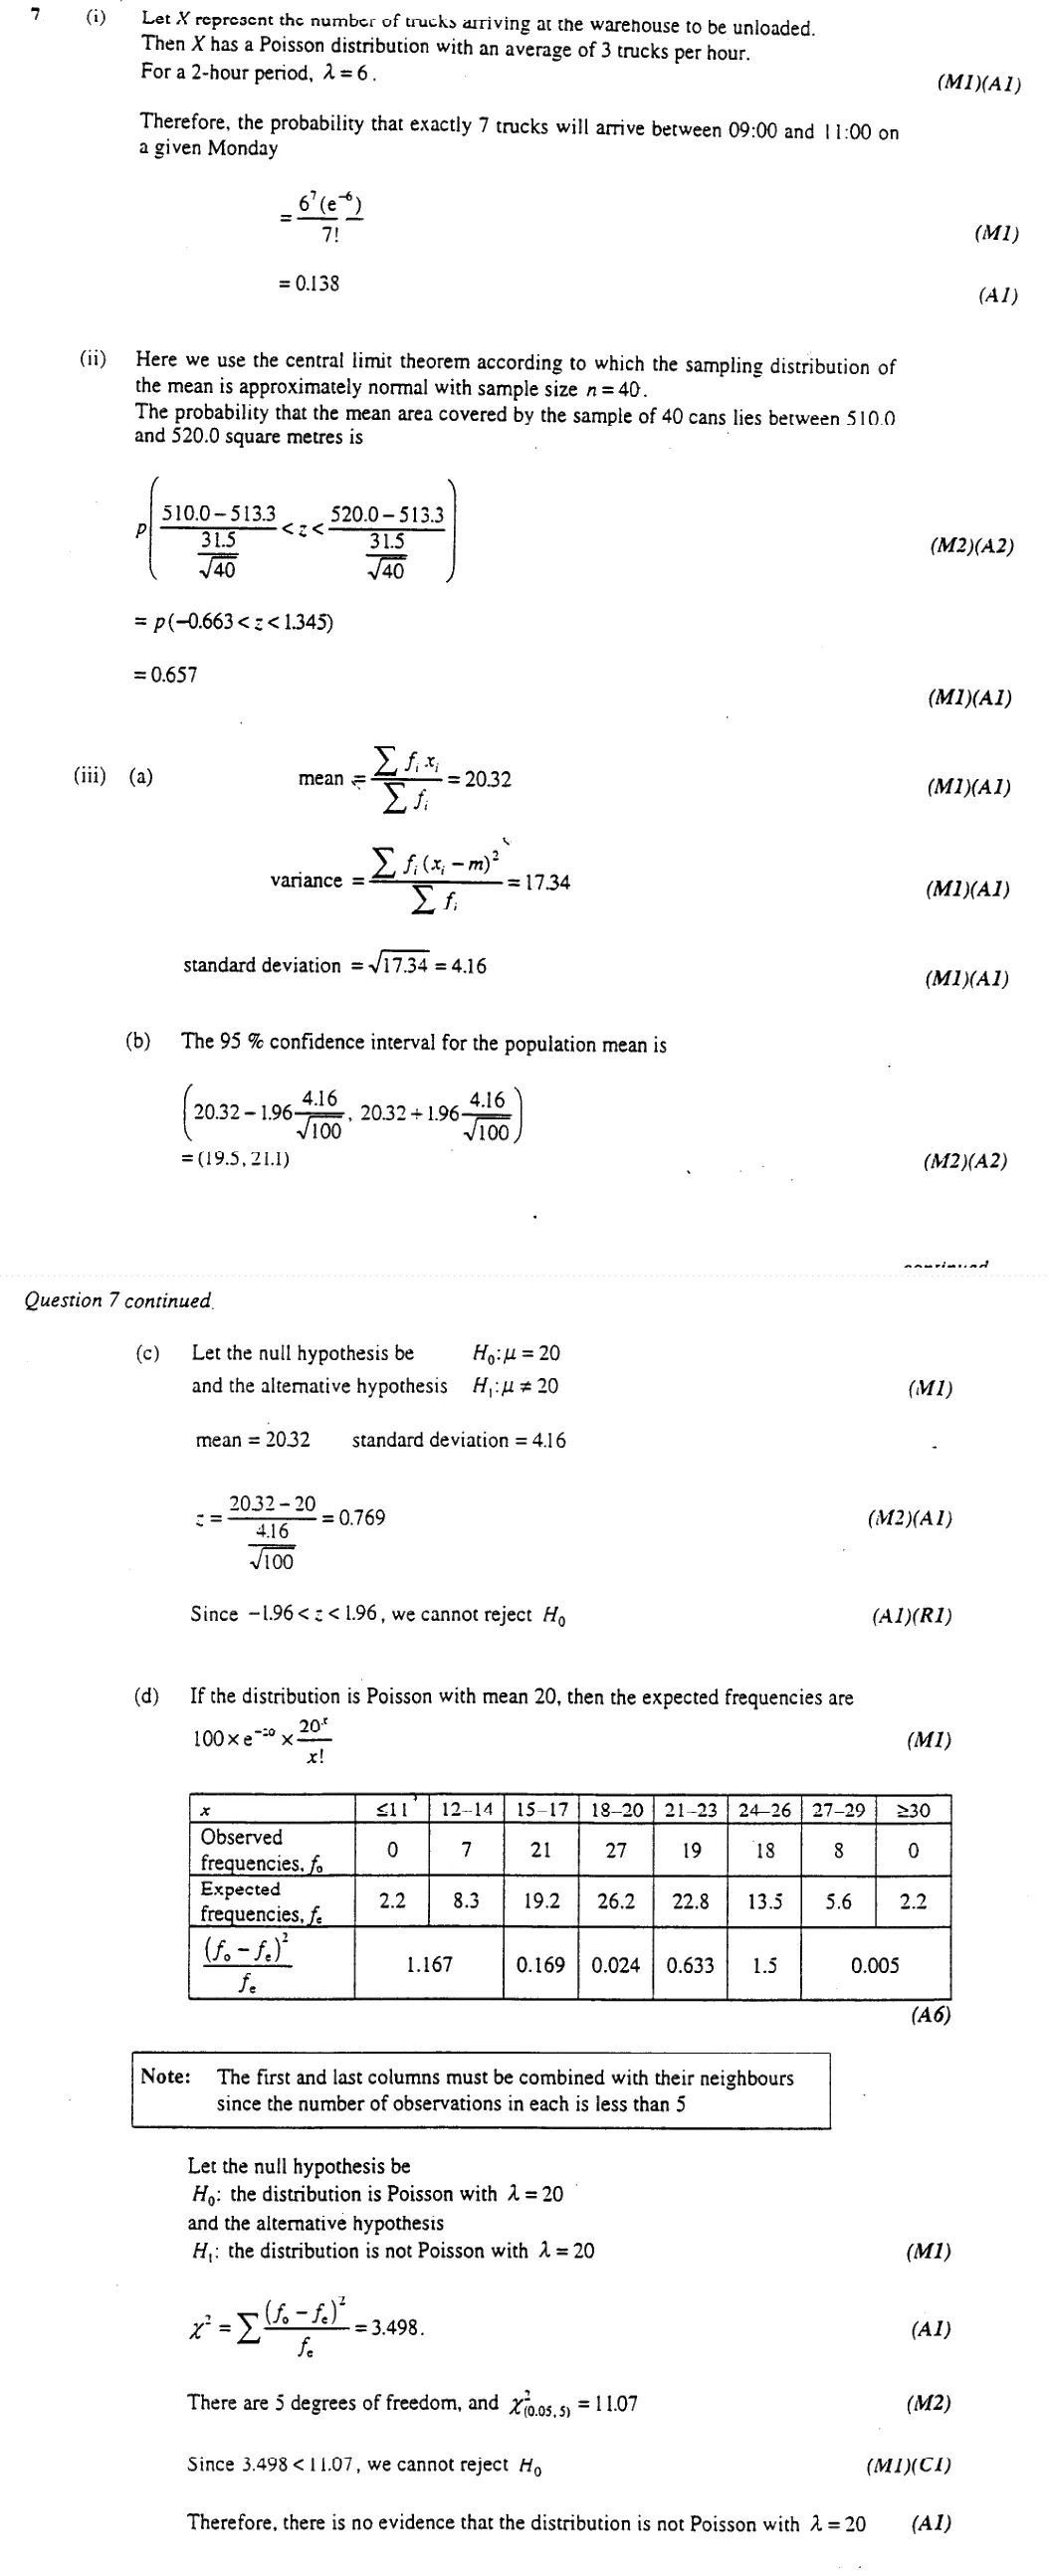 7 (i) Let X represent the number of trucks arriving at the warehouse to be unloaded.
Then X has a Poisson distribution with an average of 3 trucks per hour.
For a 2-hour period, λ = 6.
(M1)(A1)
Therefore, the probability that exactly 7 trucks will arrive between 09:00 and 11:00 on
a given Monday
= 6⁷(e⁻⁶) / 7!
(M1)
= 0.138
(A1)
(ii) Here we use the central limit theorem according to which the sampling distribution of
the mean is approximately normal with sample size n = 40.
The probability that the mean area covered by the sample of 40 cans lies between 510.0
and 520.0 square metres is
p( (510.0 – 513.3) / (31.5/√40) < z < (520.0 – 513.3) / (31.5/√40) )
(M2)(A2)
= p(–0.663 < z < 1.345)
= 0.657
(M1)(A1)
(iii) (a) mean = ∑ fᵢ xᵢ / ∑ fᵢ = 20.32
(M1)(A1)
variance = ∑ fᵢ (xᵢ – m)² / ∑ fᵢ = 17.34
(M1)(A1)
standard deviation = √17.34 = 4.16
(M1)(A1)
(b) The 95 % confidence interval for the population mean is
(20.32 – 1.96 4.16/√100, 20.32 + 1.96 4.16/√100)
= (19.5, 21.1)
(M2)(A2)
continued
Question 7 continued
(c) Let the null hypothesis be H₀: μ = 20
and the alternative hypothesis H₁: μ ≠ 20
(M1)
mean = 20.32 standard deviation = 4.16
z = (20.32 – 20) / (4.16/√100) = 0.769
(M2)(A1)
Since –1.96 < z < 1.96, we cannot reject H₀
(A1)(R1)
(d) If the distribution is Poisson with mean 20, then the expected frequencies are
100 × e⁻²⁰ × 20ˣ / x!
(M1)
x ≤11 12–14 15–17 18–20 21–23 24–26 27–29 ≥30
Observed
frequencies, fₒ 0 7 21 27 19 18 8 0
Expected
frequencies, fₑ 2.2 8.3 19.2 26.2 22.8 13.5 5.6 2.2
(fₒ – fₑ)² / fₑ 1.167 0.169 0.024 0.633 1.5 0.005
(A6)
Note: The first and last columns must be combined with their neighbours
since the number of observations in each is less than 5
Let the null hypothesis be
H₀: the distribution is Poisson with λ = 20
and the alternative hypothesis
H₁: the distribution is not Poisson with λ = 20
(M1)
χ² = ∑ (fₒ – fₑ)² / fₑ = 3.498.
(A1)
There are 5 degrees of freedom, and χ²(0.05, 5) = 11.07
(M2)
Since 3.498 < 11.07, we cannot reject H₀
(M1)(C1)
Therefore, there is no evidence that the distribution is not Poisson with λ = 20
(A1)